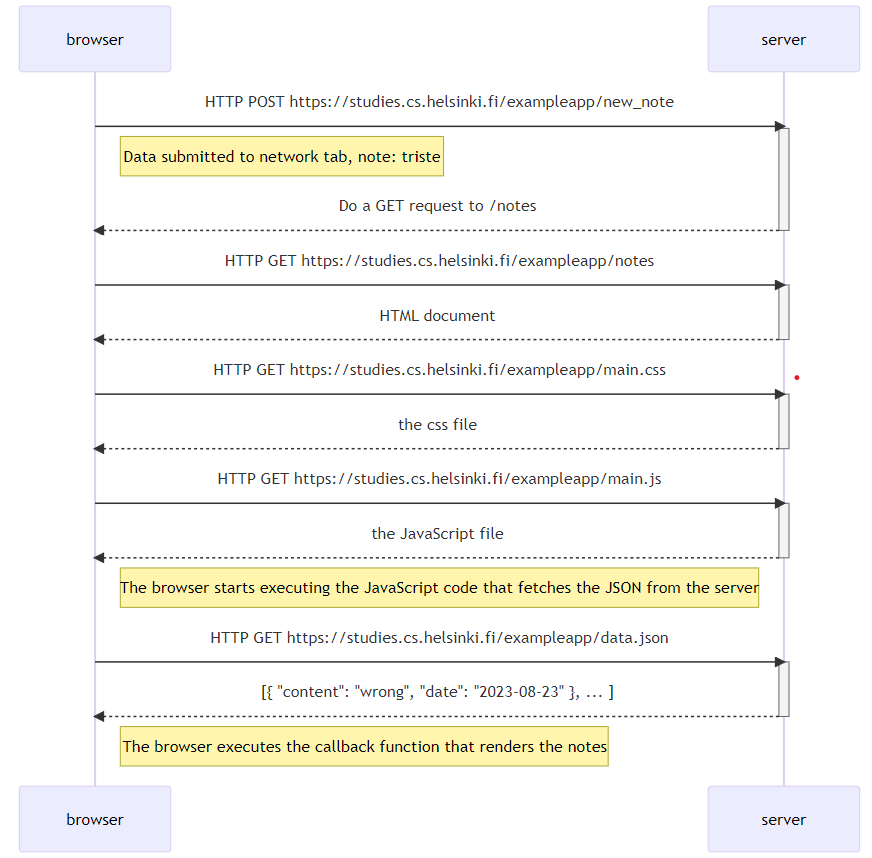 browser
server
HTTP POST https://studies.cs.helsinki.fi/exampleapp/new_note
Data submitted to network tab, note: triste
Do a GET request to /notes
HTTP GET https://studies.cs.helsinki.fi/exampleapp/notes
HTML document
HTTP GET https://studies.cs.helsinki.fi/exampleapp/main.css
the css file
HTTP GET https://studies.cs.helsinki.fi/exampleapp/main.js
the JavaScript file
The browser starts executing the JavaScript code that fetches the JSON from the server
HTTP GET https://studies.cs.helsinki.fi/exampleapp/data.json
[{ "content": "wrong", "date": "2023-08-23" }, ... ]
The browser executes the callback function that renders the notes
browser
server